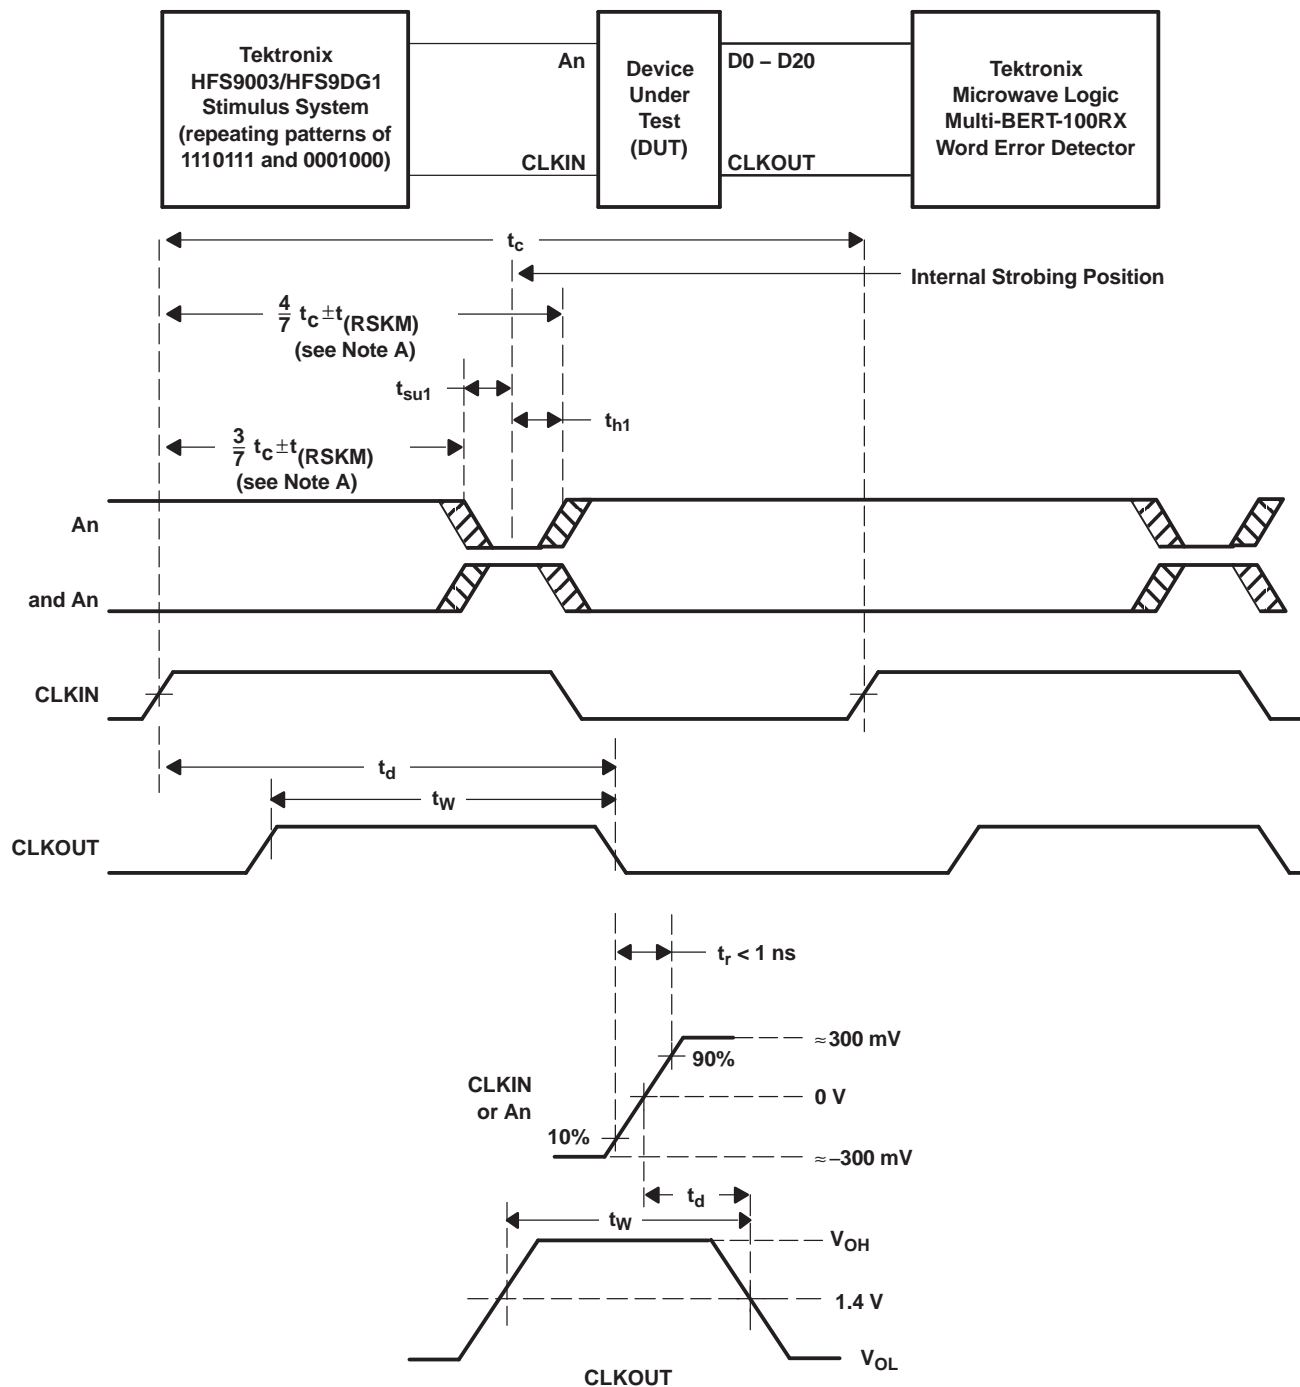 Tektronix
HFS9003/HFS9DG1
Stimulus System
(repeating patterns of
1110111 and 0001000)
An
CLKIN
Device
Under
Test
(DUT)
D0 – D20
CLKOUT
Tektronix
Microwave Logic
Multi-BERT-100RX
Word Error Detector
tc
Internal Strobing Position
4/7 tc ±t(RSKM)
(see Note A)
tsu1
th1
3/7 tc ±t(RSKM)
(see Note A)
An
and An
CLKIN
td
tW
CLKOUT
tr < 1 ns
≈300 mV
90%
CLKIN
or An
0 V
10%
≈–300 mV
td
tW
VOH
1.4 V
VOL
CLKOUT